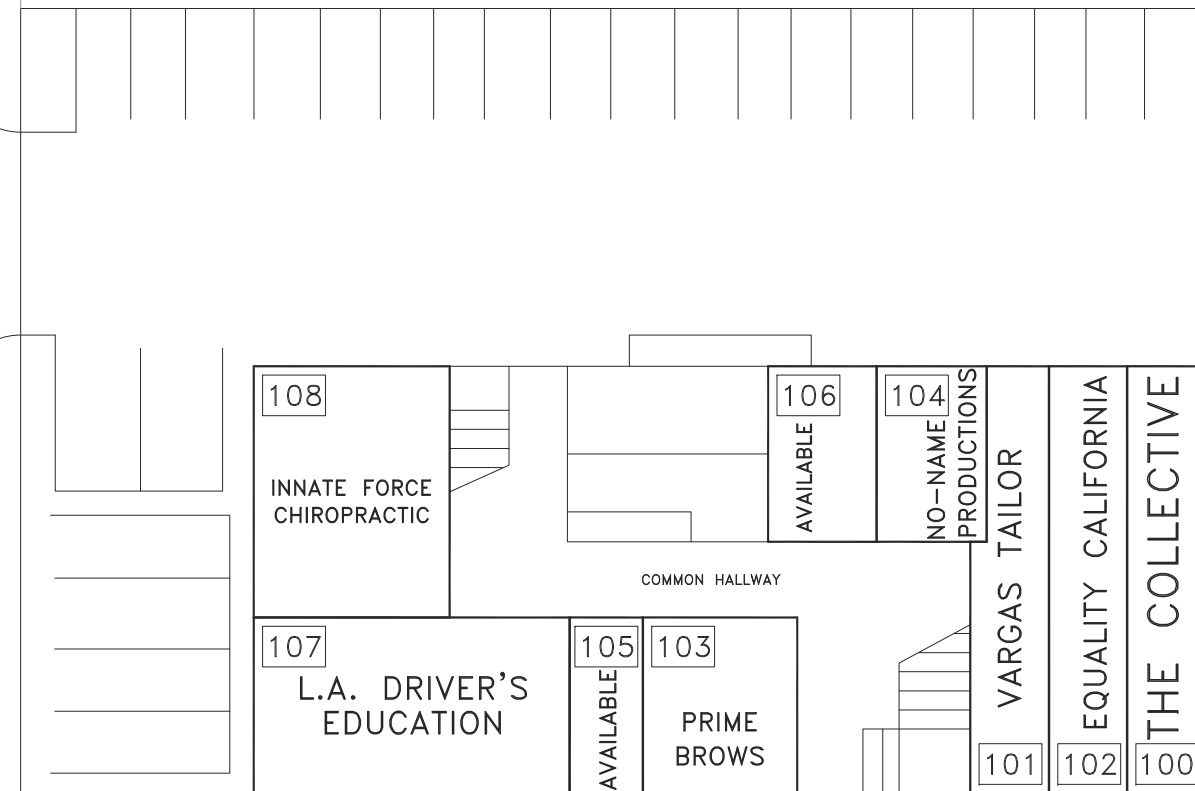 108
INNATE FORCE
CHIROPRACTIC
106
AVAILABLE
104
NO-NAME
PRODUCTIONS
VARGAS TAILOR
101
EQUALITY CALIFORNIA
102
THE COLLECTIVE
100
COMMON HALLWAY
107
L.A. DRIVER'S
EDUCATION
105
AVAILABLE
103
PRIME
BROWS